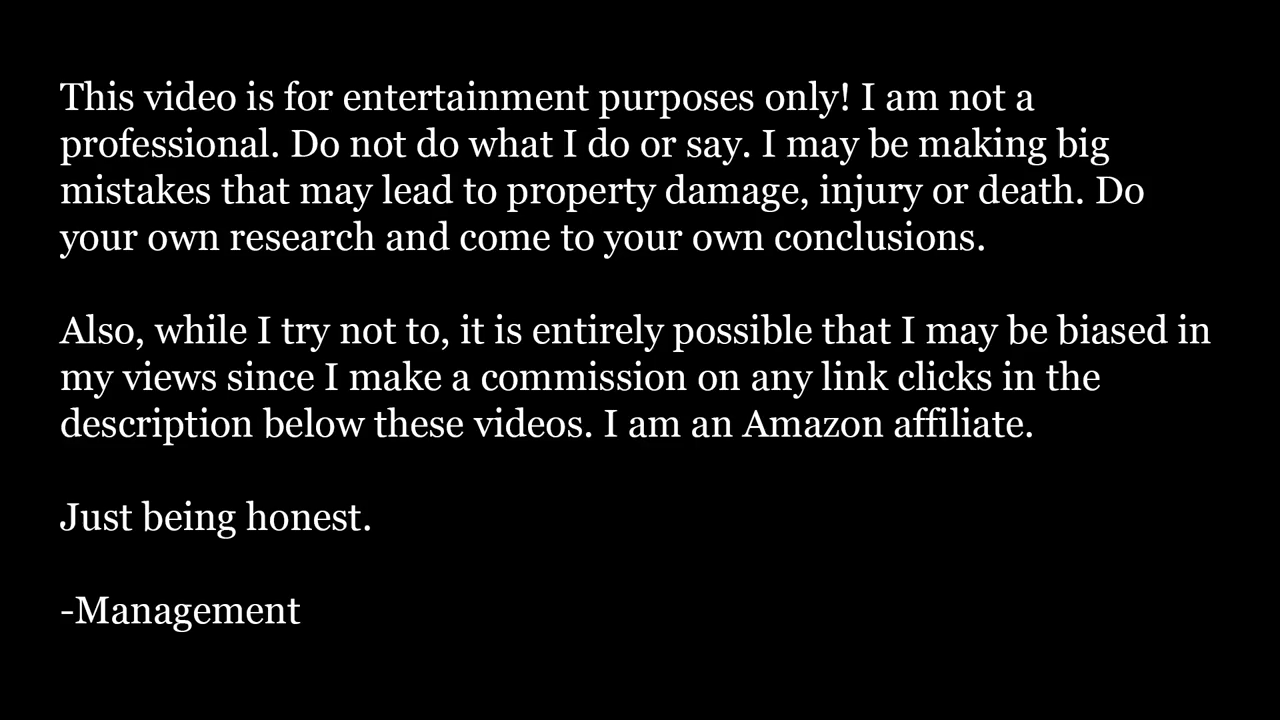 This video is for entertainment purposes only! I am not a
professional. Do not do what I do or say. I may be making big
mistakes that may lead to property damage, injury or death. Do
your own research and come to your own conclusions.
Also, while I try not to, it is entirely possible that I may be biased in
my views since I make a commission on any link clicks in the
description below these videos. I am an Amazon affiliate.
Just being honest.
-Management